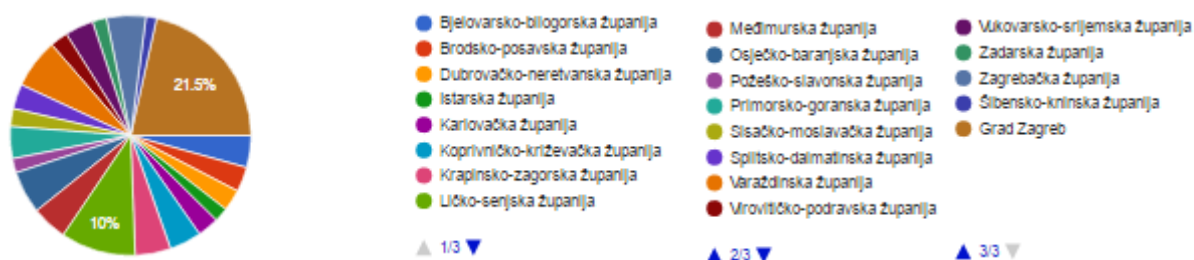 21.5%
10%
Bjelovarsko-bilogorska županija
Brodsko-posavska županija
Dubrovačko-neretvanska županija
Istarska županija
Karlovačka županija
Koprivničko-križevačka županija
Krapinsko-zagorska županija
Ličko-senjska županija
1/3
Međimurska županija
Osječko-baranjska županija
Požeško-slavonska županija
Primorsko-goranska županija
Sisačko-moslavačka županija
Splitsko-dalmatinska županija
Varaždinska županija
Virovitičko-podravska županija
2/3
Vukovarsko-srijemska županija
Zadarska županija
Zagrebačka županija
Šibensko-kninska županija
Grad Zagreb
3/3